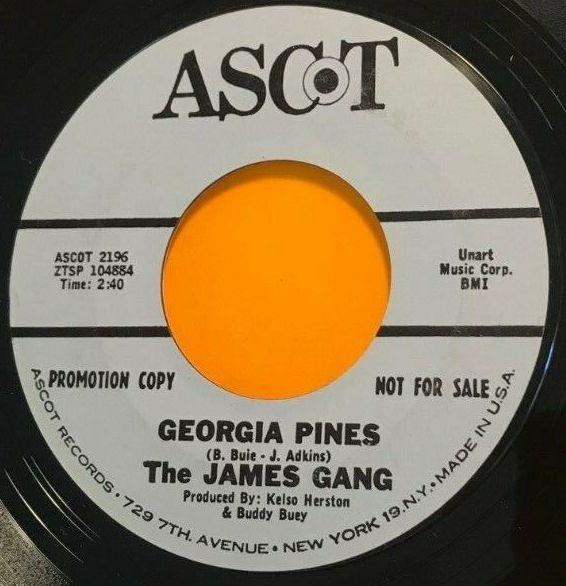 ASCOT
ASCOT 2196
ZTSP 104884
Time: 2:40
Unart
Music Corp.
BMI
PROMOTION COPY
NOT FOR SALE
GEORGIA PINES
(B. Buie - J. Adkins)
The JAMES GANG
Produced By: Kelso Herston
& Buddy Buey
ASCOT RECORDS • 729 7TH. AVENUE • NEW YORK 19, N.Y. • MADE IN U.S.A.